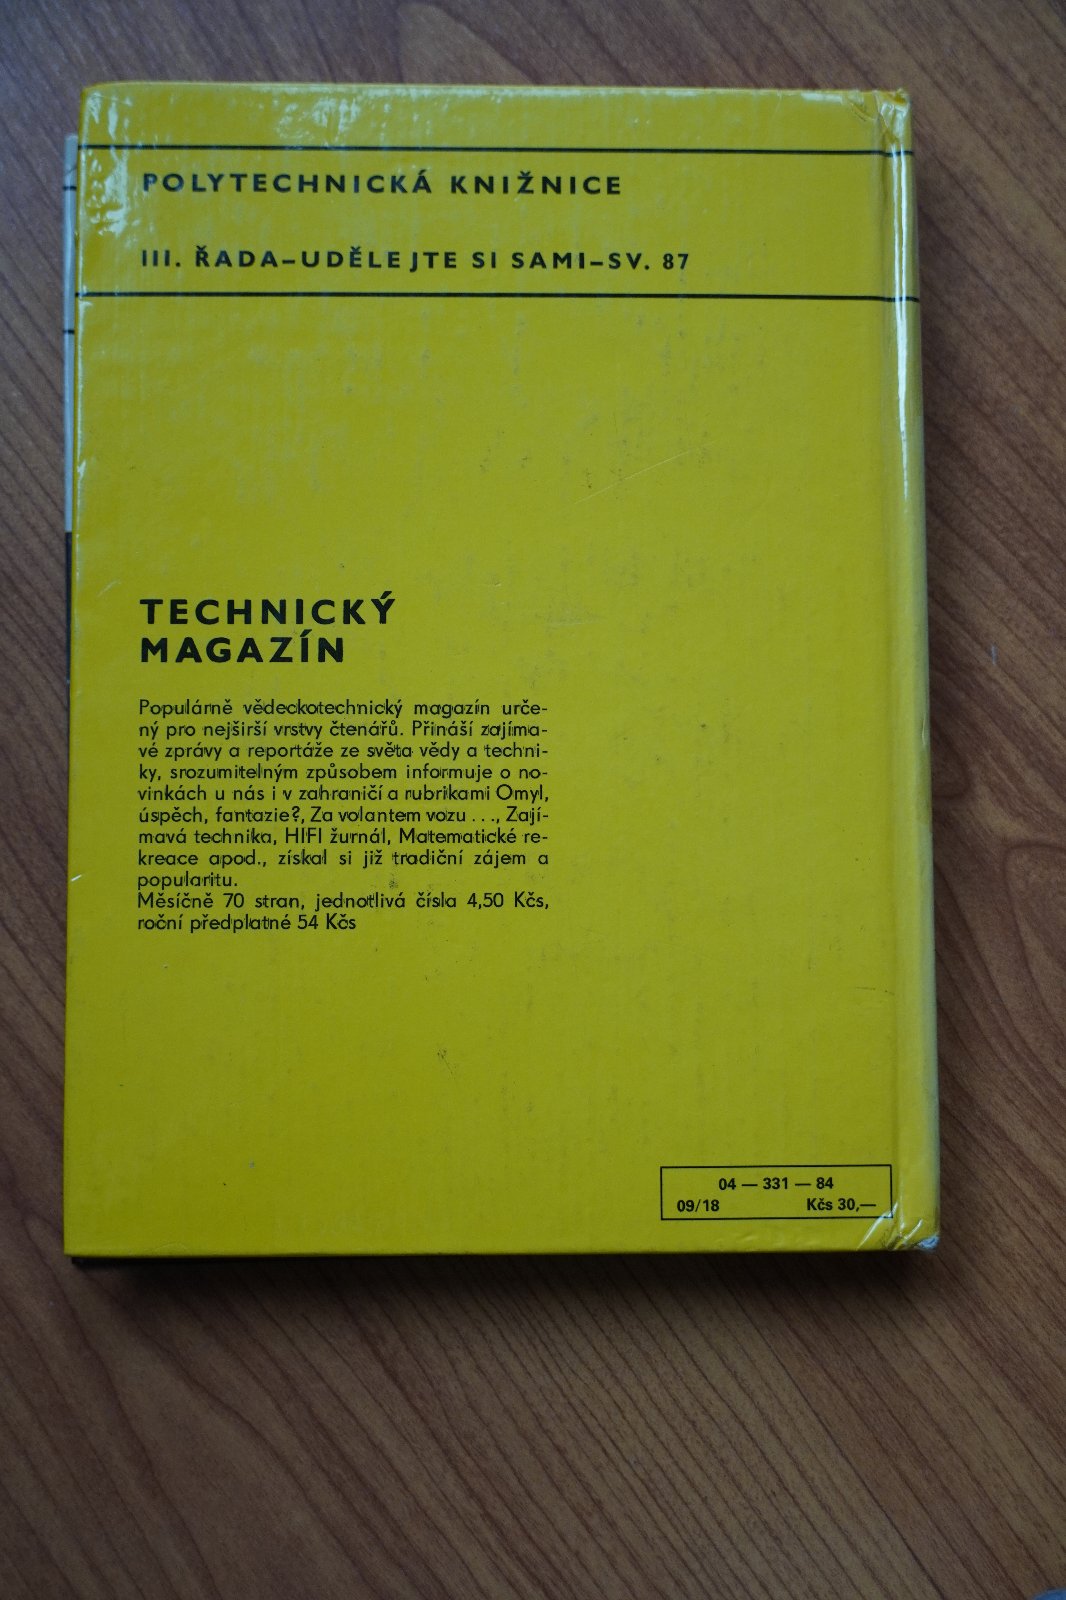 POLYTECHNICKÁ KNIŽNICE
III. ŘADA–UDĚLEJTE SI SAMI–SV. 87
TECHNICKÝ
MAGAZÍN
Populárně vědeckotechnický magazín urče-
ný pro nejširší vrstvy čtenářů. Přináší zajíma-
vé zprávy a reportáže ze světa vědy a techni-
ky, srozumitelným způsobem informuje o no-
vinkách u nás i v zahraničí a rubrikami Omyl,
úspěch, fantazie?, Za volantem vozu . . ., Zají-
mavá technika, HIFI žurnál, Matematické re-
kreace apod., získal si již tradiční zájem a
popularitu.
Měsíčně 70 stran, jednotlivá čísla 4,50 Kčs,
roční předplatné 54 Kčs
04 — 331 — 84
09/18 Kčs 30,—